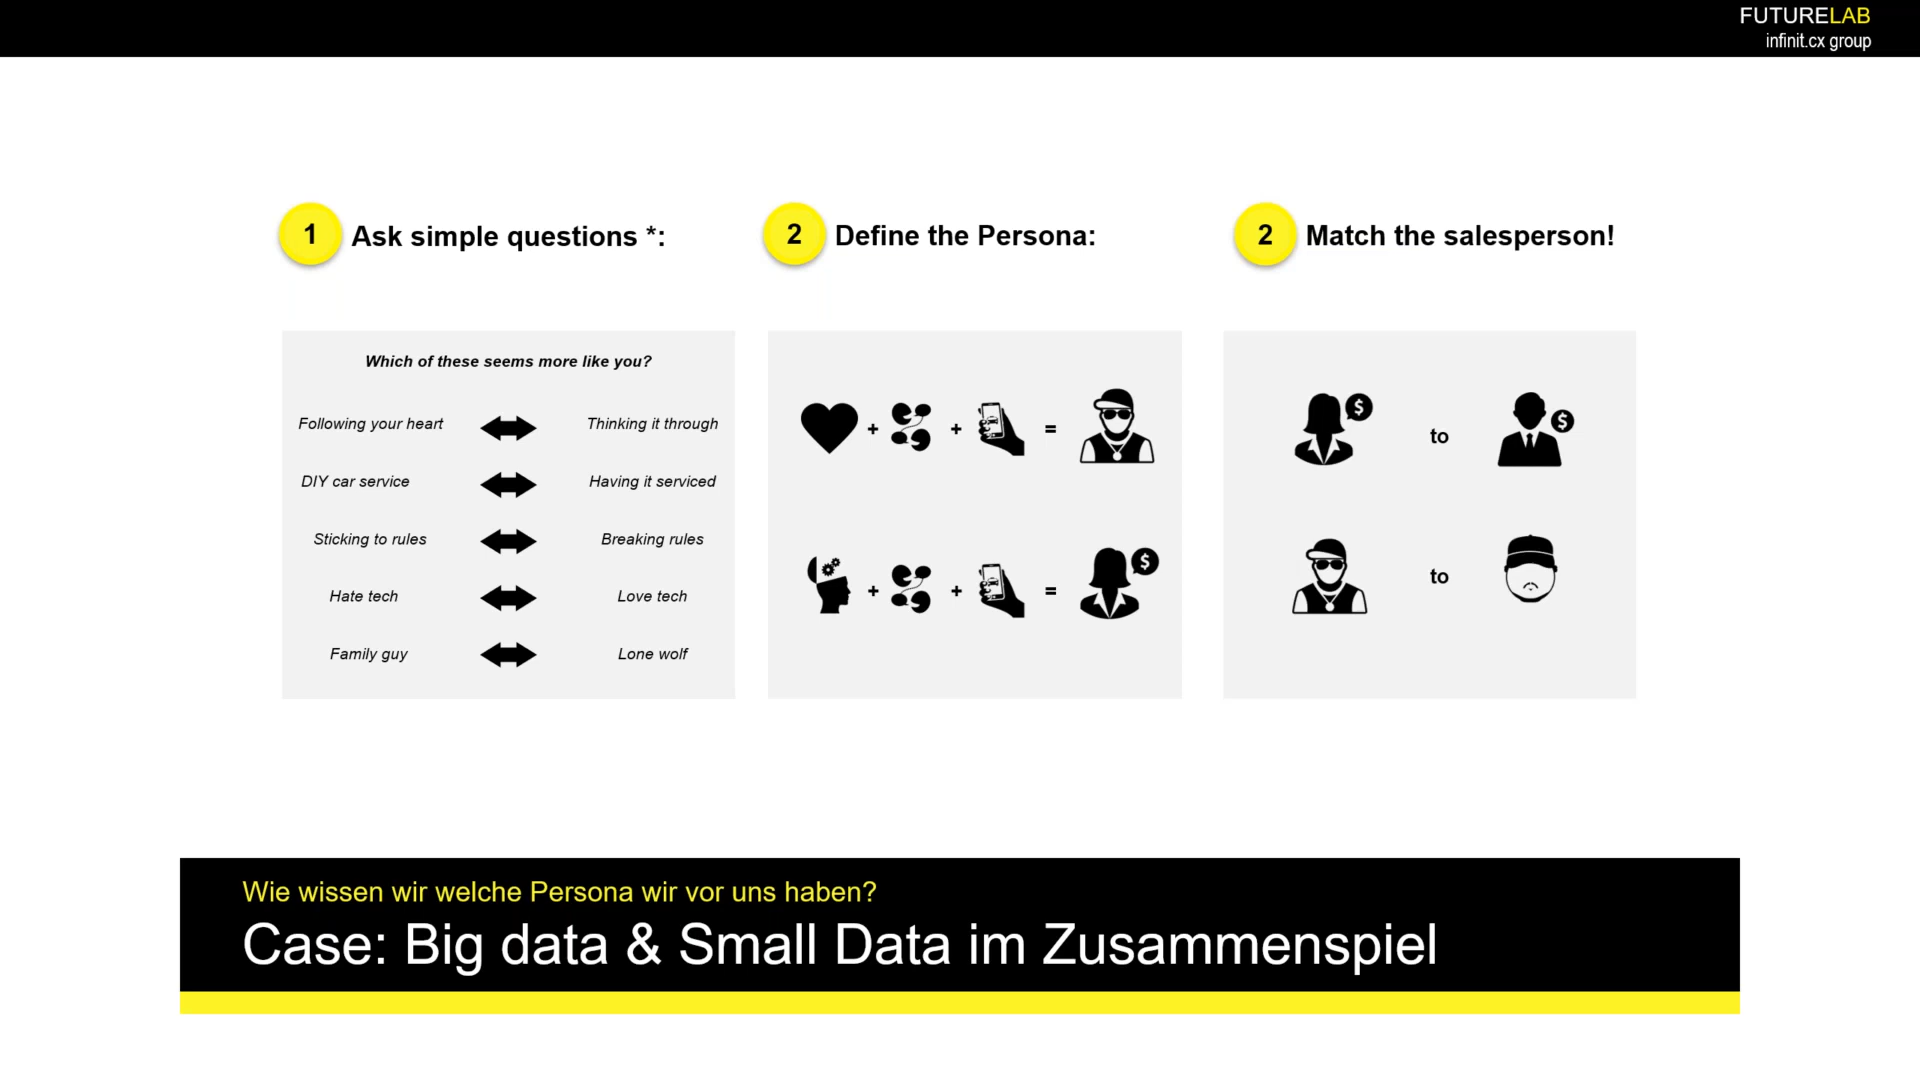 FUTURELAB
infinit.cx group
1 Ask simple questions *:
Which of these seems more like you?
Following your heart Thinking it through
DIY car service Having it serviced
Sticking to rules Breaking rules
Hate tech Love tech
Family guy Lone wolf
2 Define the Persona:
+ + =
$
+ + =
2 Match the salesperson!
$ to $
to
Wie wissen wir welche Persona wir vor uns haben?
Case: Big data & Small Data im Zusammenspiel